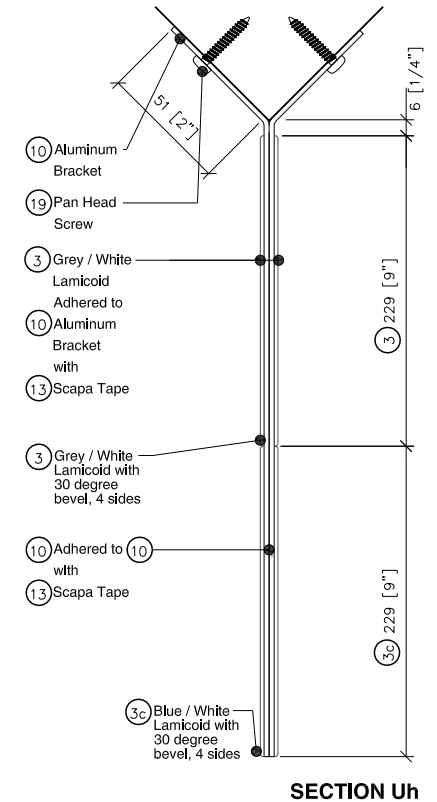 51 [2"]
6 [1/4"]
10 Aluminum
Bracket
19 Pan Head
Screw
3 Grey / White
Lamicoid
Adhered to
10 Aluminum
Bracket
with
13 Scapa Tape
3 229 [9"]
3 Grey / White
Lamicoid with
30 degree
bevel, 4 sides
10 Adhered to 10
with
13 Scapa Tape
3c 229 [9"]
3c Blue / White
Lamicoid with
30 degree
bevel, 4 sides
SECTION Uh